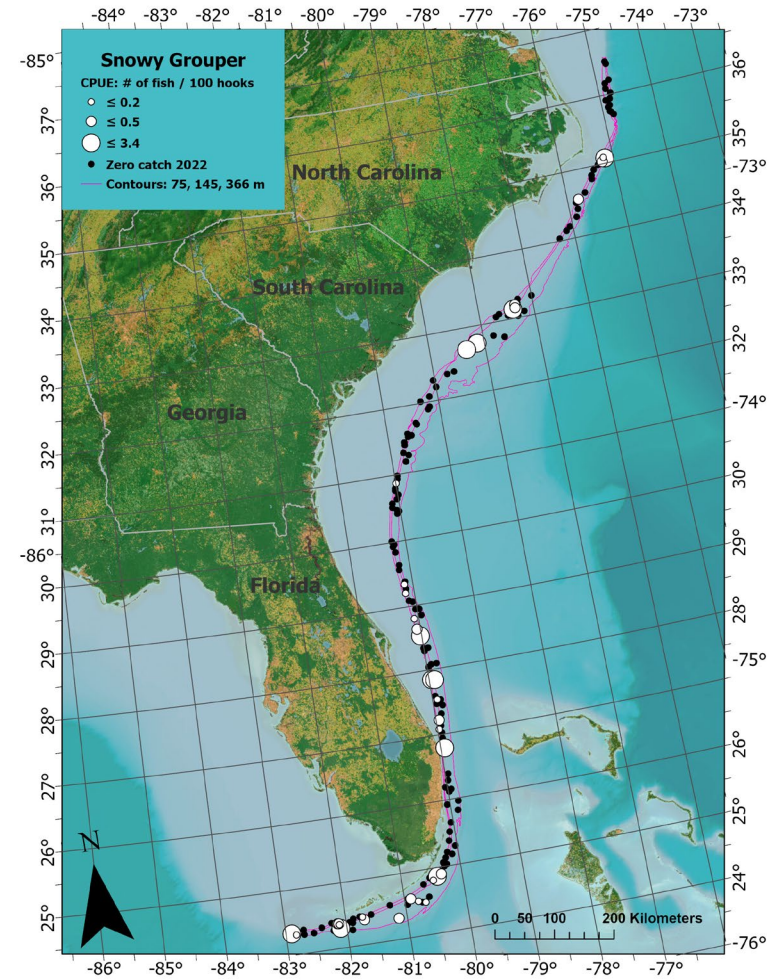 -84° -83° -82° -81° -80° -79° -78° -77° -76° -75° -74° -73°
Snowy Grouper
CPUE: # of fish / 100 hooks
≤ 0.2
≤ 0.5
≤ 3.4
Zero catch 2022
Contours: 75, 145, 366 m
North Carolina
South Carolina
Georgia
Florida
-85°
37°
36°
35°
34°
33°
32°
31°
-86°
30°
29°
28°
27°
26°
25°
36°
35°
-73°
34°
33°
32°
-74°
30°
29°
28°
-75°
26°
25°
24°
-76°
N
0 50 100 200 Kilometers
-86° -85° -84° -83° -82° -81° -80° -79° -78° -77°